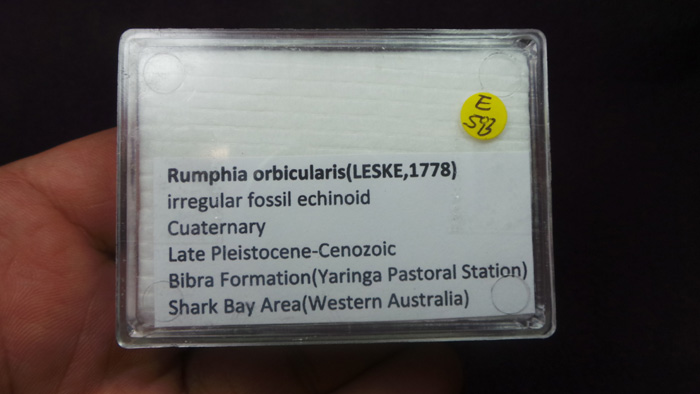 E
593
Rumphia orbicularis(LESKE,1778)
irregular fossil echinoid
Cuaternary
Late Pleistocene-Cenozoic
Bibra Formation(Yaringa Pastoral Station)
Shark Bay Area(Western Australia)